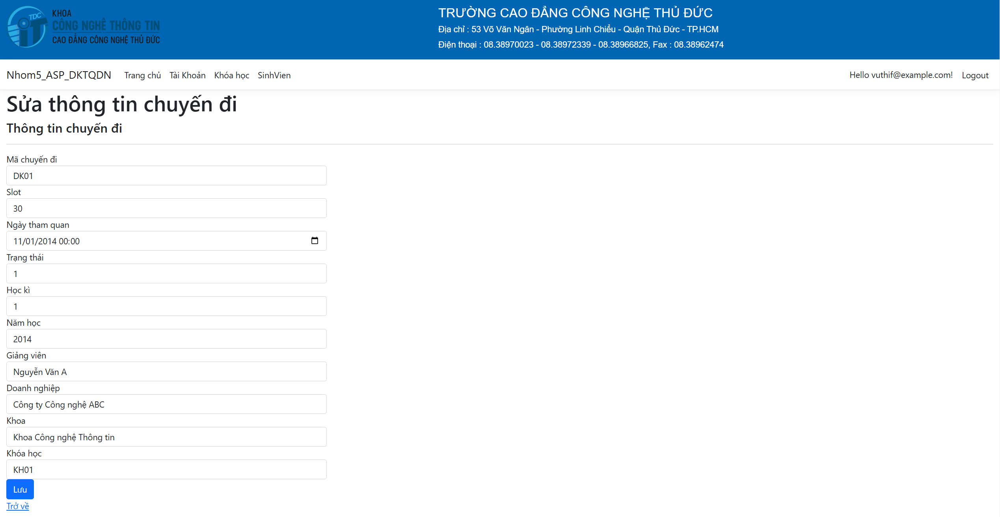 TDC
iT
KHOA
CÔNG NGHỆ THÔNG TIN
CAO ĐẲNG CÔNG NGHỆ THỦ ĐỨC
TRƯỜNG CAO ĐẲNG CÔNG NGHỆ THỦ ĐỨC
Địa chỉ : 53 Võ Văn Ngân - Phường Linh Chiểu - Quận Thủ Đức - TP.HCM
Điện thoại : 08.38970023 - 08.38972339 - 08.38966825, Fax : 08.38962474
Nhom5_ASP_DKTQDN Trang chủ Tài Khoản Khóa học SinhVien Hello vuthif@example.com! Logout
Sửa thông tin chuyến đi
Thông tin chuyến đi
Mã chuyến đi
DK01
Slot
30
Ngày tham quan
11/01/2014 00:00
Trạng thái
1
Học kì
1
Năm học
2014
Giảng viên
Nguyễn Văn A
Doanh nghiệp
Công ty Công nghệ ABC
Khoa
Khoa Công nghệ Thông tin
Khóa học
KH01
Lưu
Trở về